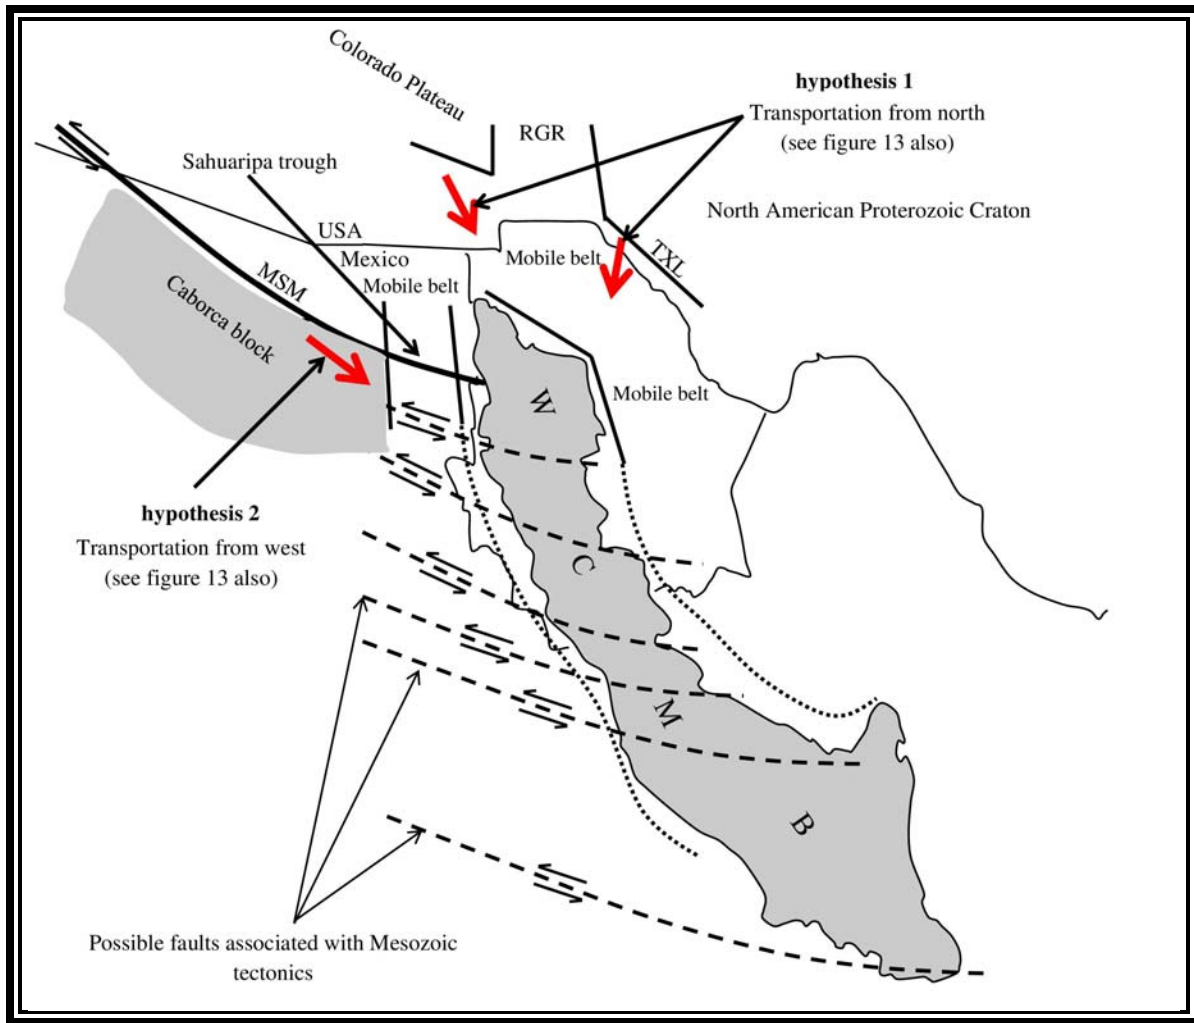 Colorado Plateau
hypothesis 1
Transportation from north
(see figure 13 also)
RGR
Sahuaripa trough
North American Proterozoic Craton
USA
Mexico
Mobile belt
Mobile belt
TXL
MSM
Caborca block
Mobile belt
W
hypothesis 2
Transportation from west
(see figure 13 also)
C
M
B
Possible faults associated with Mesozoic
tectonics